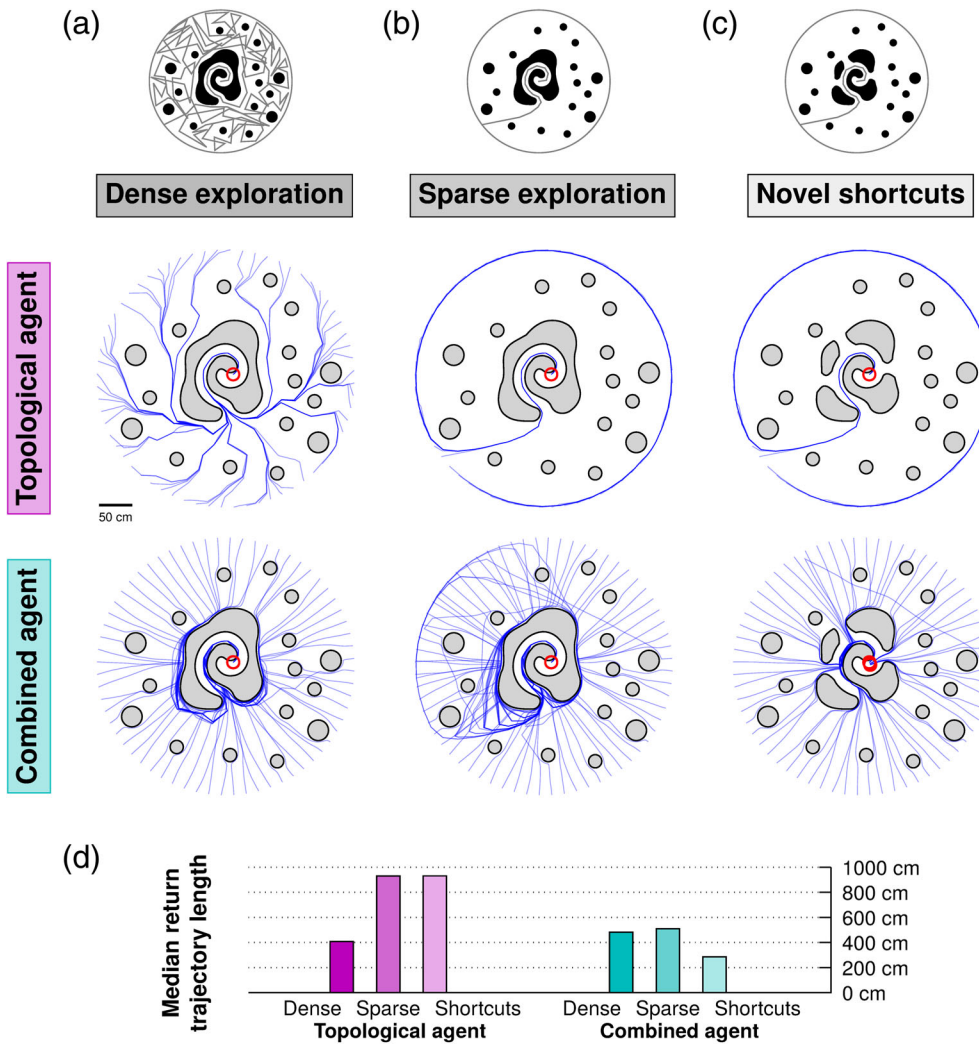 (a)
(b)
(c)
Dense exploration
Sparse exploration
Novel shortcuts
Topological agent
50 cm
Combined agent
(d)
Median return
trajectory length
1000 cm
800 cm
600 cm
400 cm
200 cm
0 cm
Dense Sparse Shortcuts
Topological agent
Dense Sparse Shortcuts
Combined agent